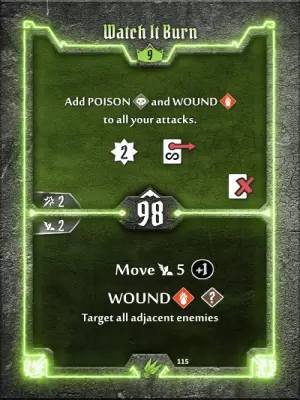 Watch It Burn
9
Add POISON and WOUND
to all your attacks.
2
2
98
2
Move 5 +1
WOUND ?
Target all adjacent enemies
115